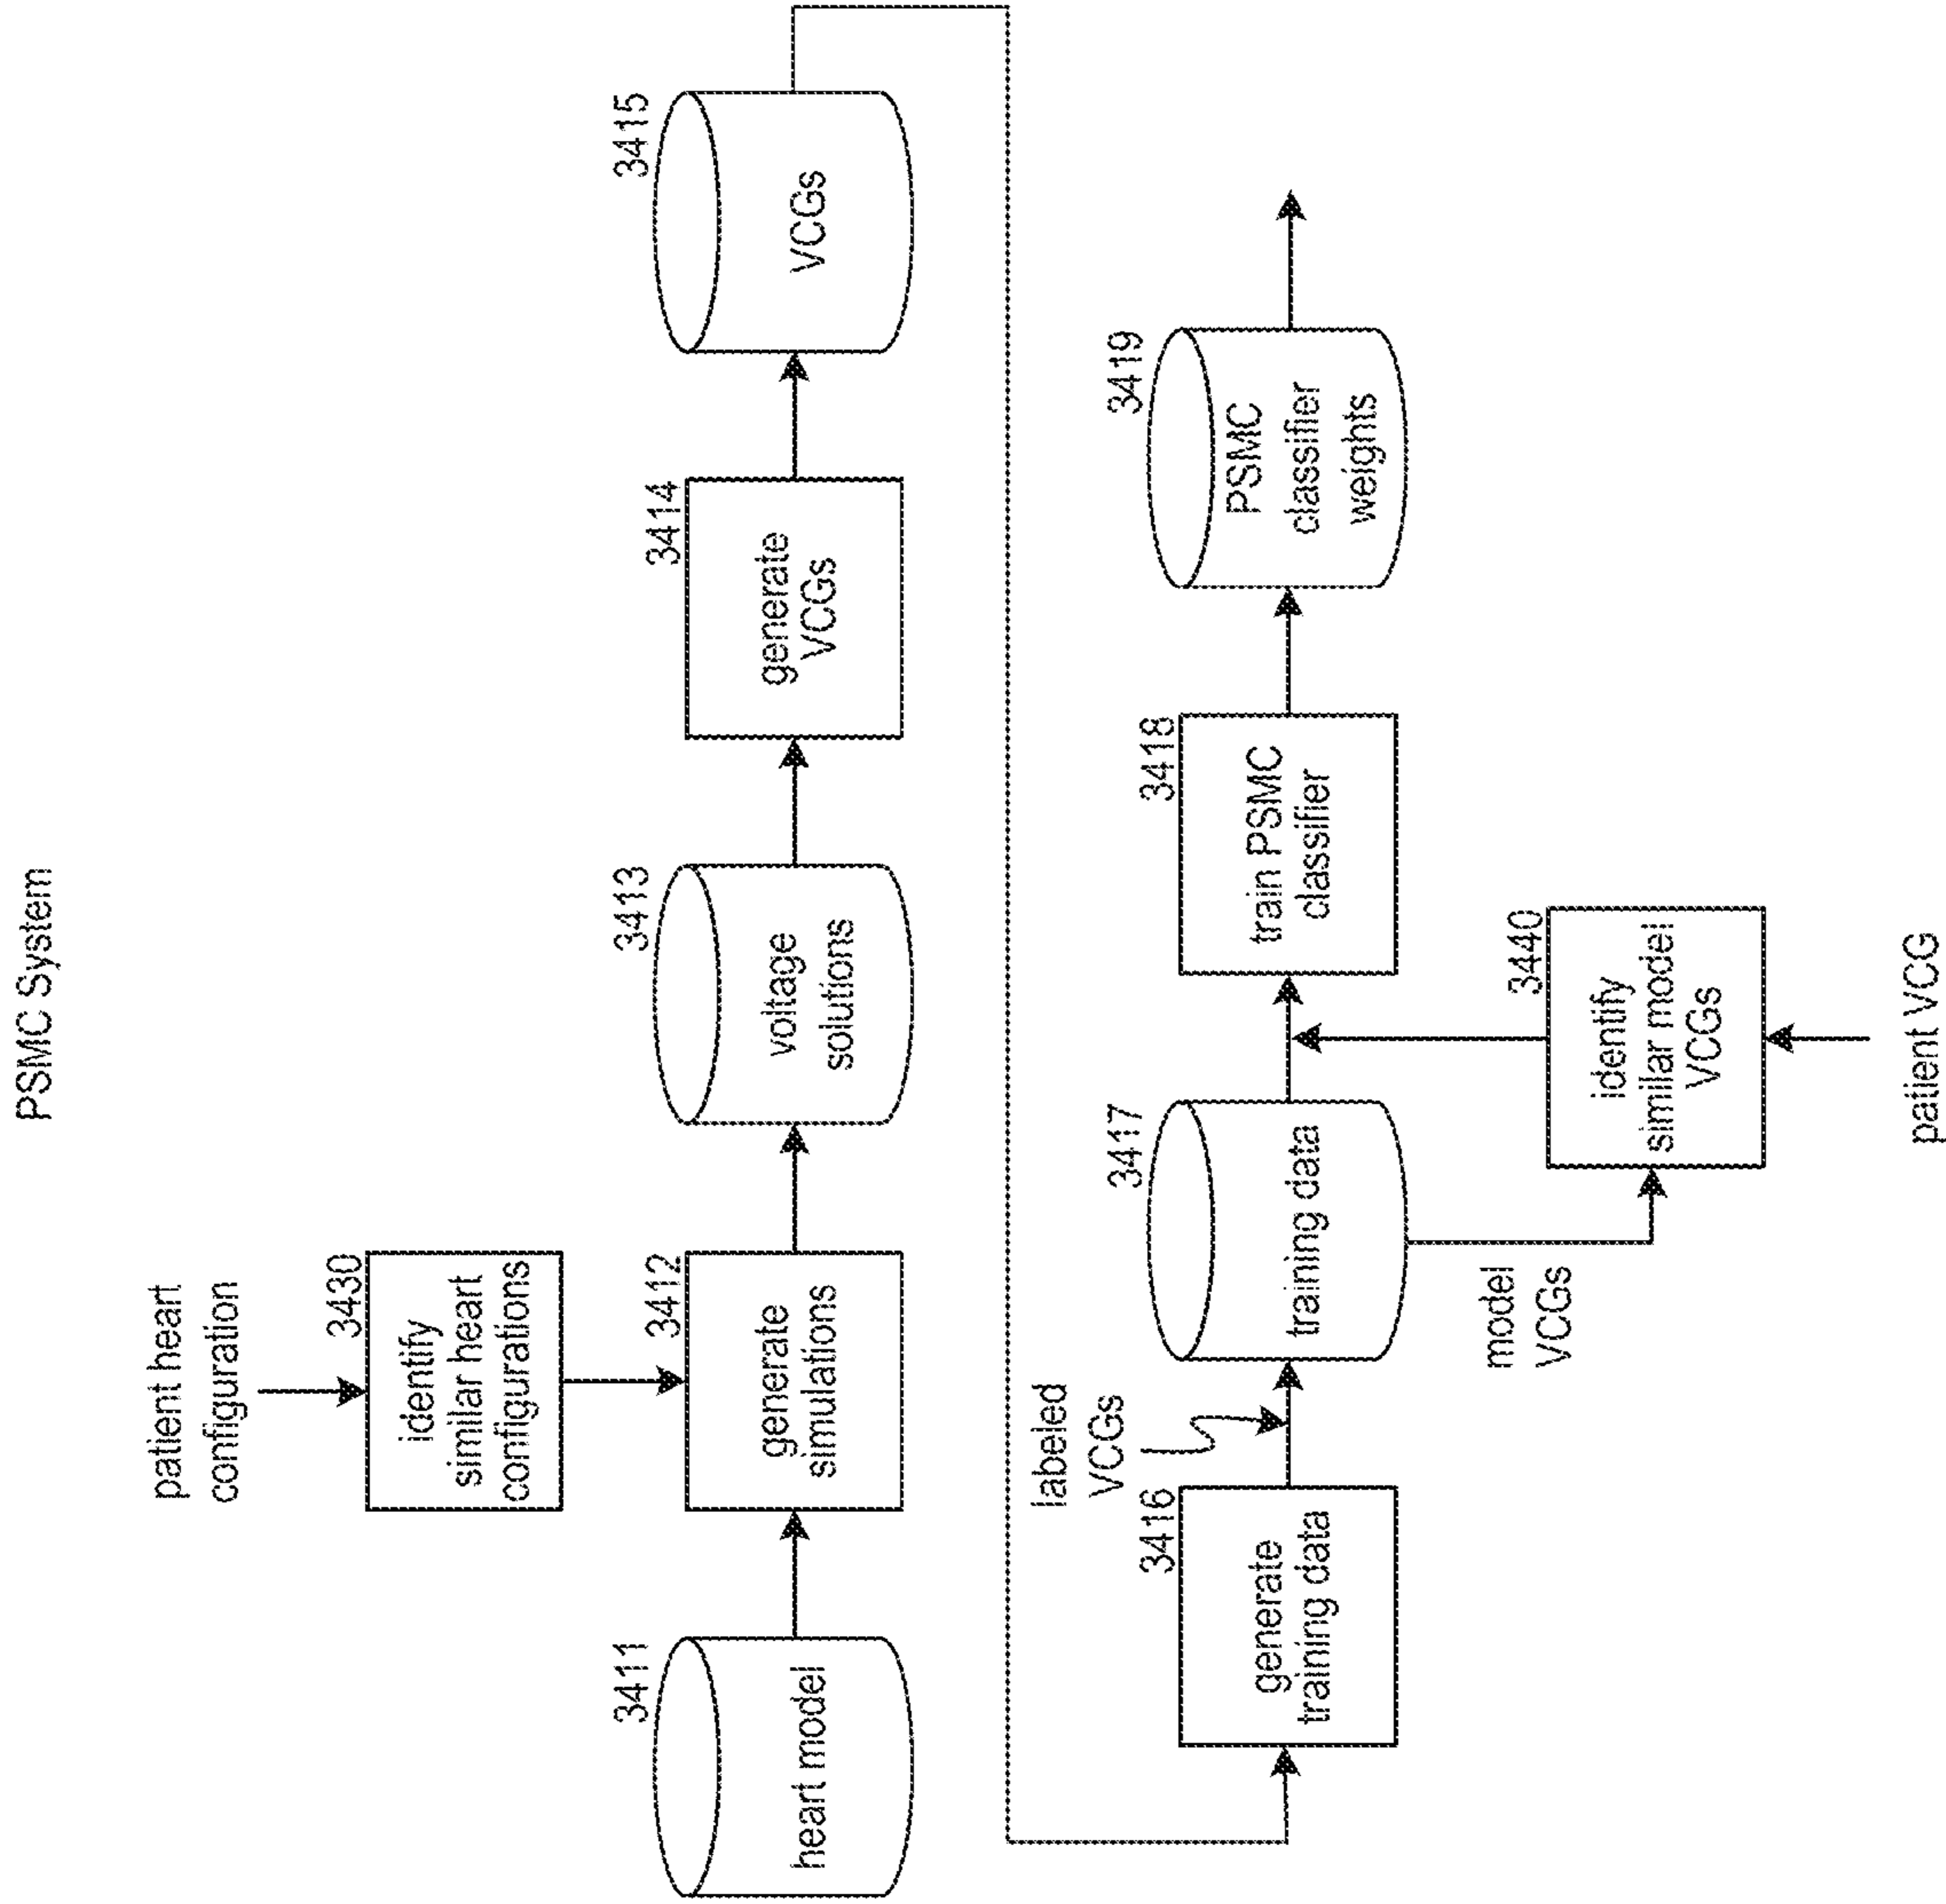 PSMC System
patient heart
configuration
3430
identify
similar heart
configurations
3411
heart model
3412
generate
simulations
3413
voltage
solutions
3414
generate
VCGs
3415
VCGs
3416
generate
training data
labeled
VCGs
3417
training data
model
VCGs
3418
train PSMC
classifier
3419
PSMC
classifier
weights
3440
identify
similar model
VCGs
patient VCG